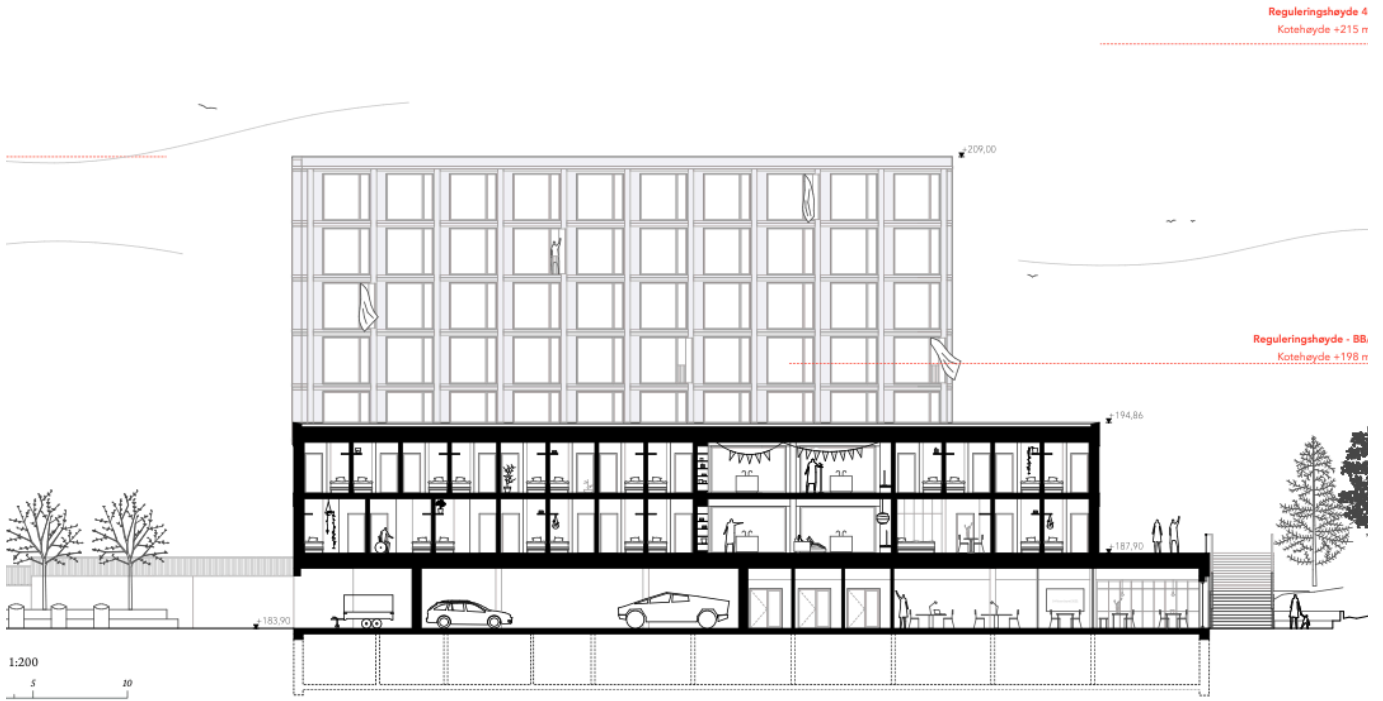 Reguleringshøyde 4
Kotehøyde +215 m
+209,00
Reguleringshøyde - BB
Kotehøyde +198 m
+194,86
+187,90
+183,90
1:200
5
10